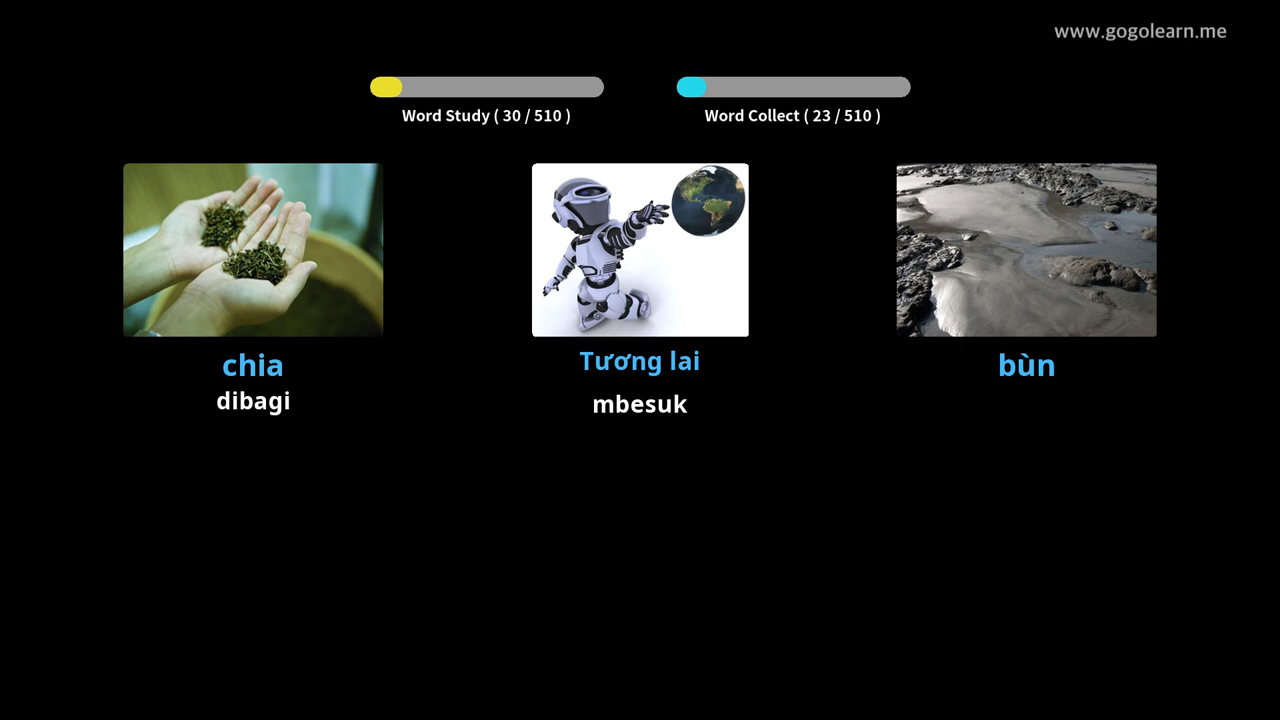 www.gogolearn.me
Word Study ( 30 / 510 )
Word Collect ( 23 / 510 )
chia
dibagi
Tương lai
mbesuk
bùn